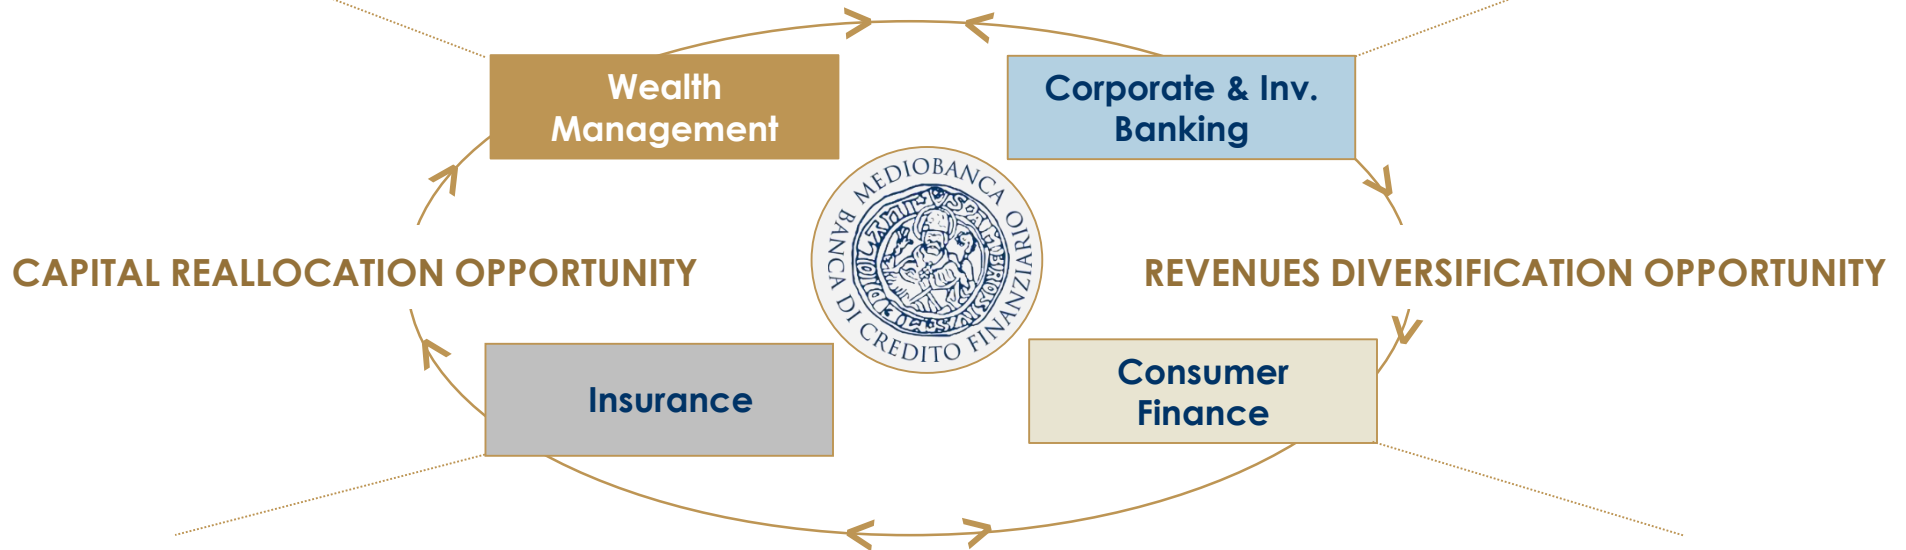 Wealth
Management
Corporate & Inv.
Banking
MEDIOBANCA
BANCA DI CREDITO FINANZIARIO
CAPITAL REALLOCATION OPPORTUNITY
REVENUES DIVERSIFICATION OPPORTUNITY
Insurance
Consumer
Finance